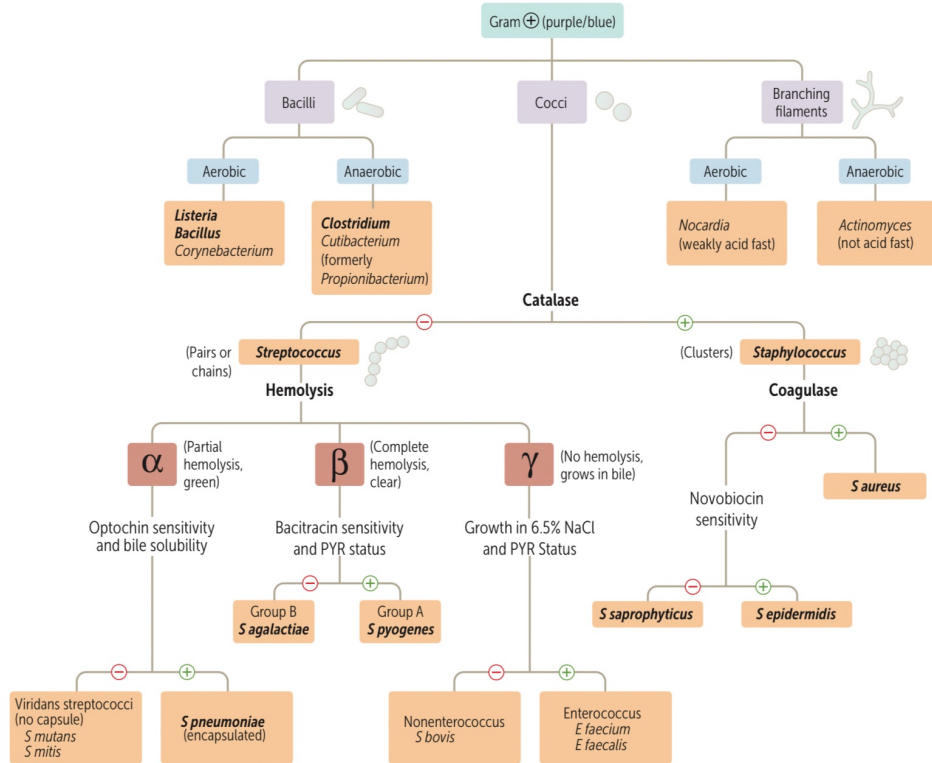 Gram ⊕ (purple/blue)
Bacilli
Cocci
Branching
filaments
Aerobic
Anaerobic
Aerobic
Anaerobic
Listeria
Bacillus
Corynebacterium
Clostridium
Cutibacterium
(formerly
Propionibacterium)
Nocardia
(weakly acid fast)
Actinomyces
(not acid fast)
Catalase
−
+
(Pairs or
chains)
Streptococcus
(Clusters)
Staphylococcus
Hemolysis
Coagulase
−
+
α
(Partial
hemolysis,
green)
β
(Complete
hemolysis,
clear)
γ
(No hemolysis,
grows in bile)
S aureus
Optochin sensitivity
and bile solubility
Bacitracin sensitivity
and PYR status
Growth in 6.5% NaCl
and PYR Status
Novobiocin
sensitivity
−
+
−
+
Group B
S agalactiae
Group A
S pyogenes
S saprophyticus
S epidermidis
−
+
−
+
Viridans streptococci
(no capsule)
S mutans
S mitis
S pneumoniae
(encapsulated)
Nonenterococcus
S bovis
Enterococcus
E faecium
E faecalis